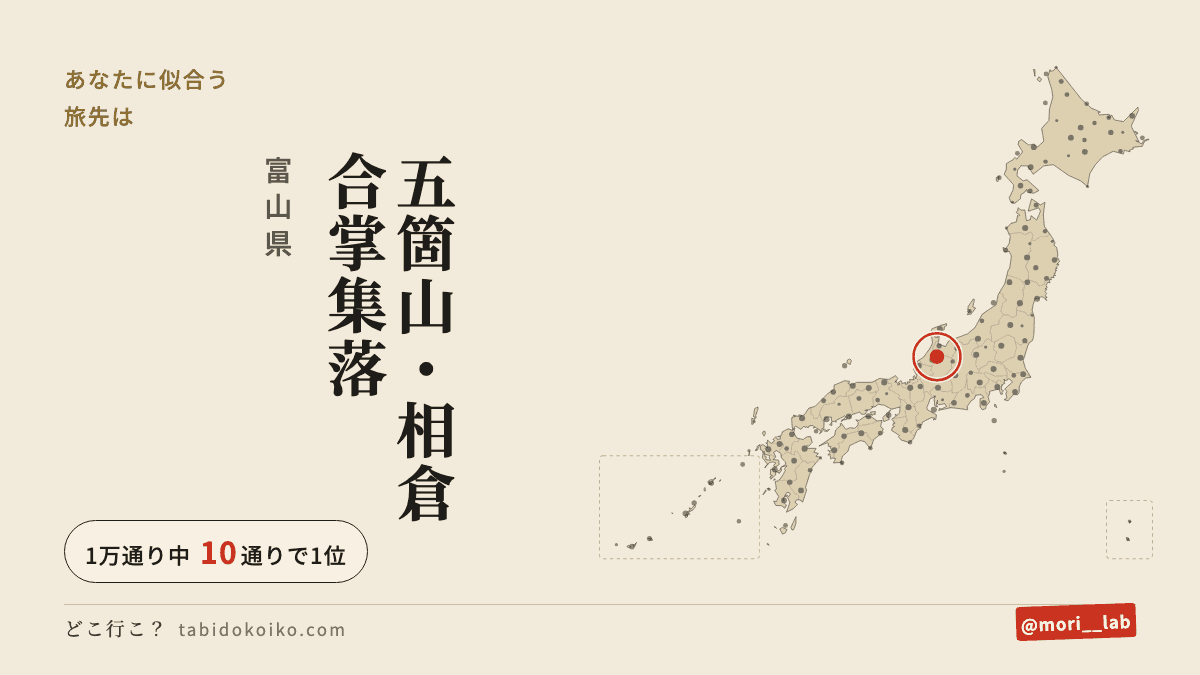 あなたに似合う
旅先は
五箇山・相倉
合掌集落
富山県
1万通り中 10通りで1位
どこ行こ？ tabidokoiko.com
@mori__lab